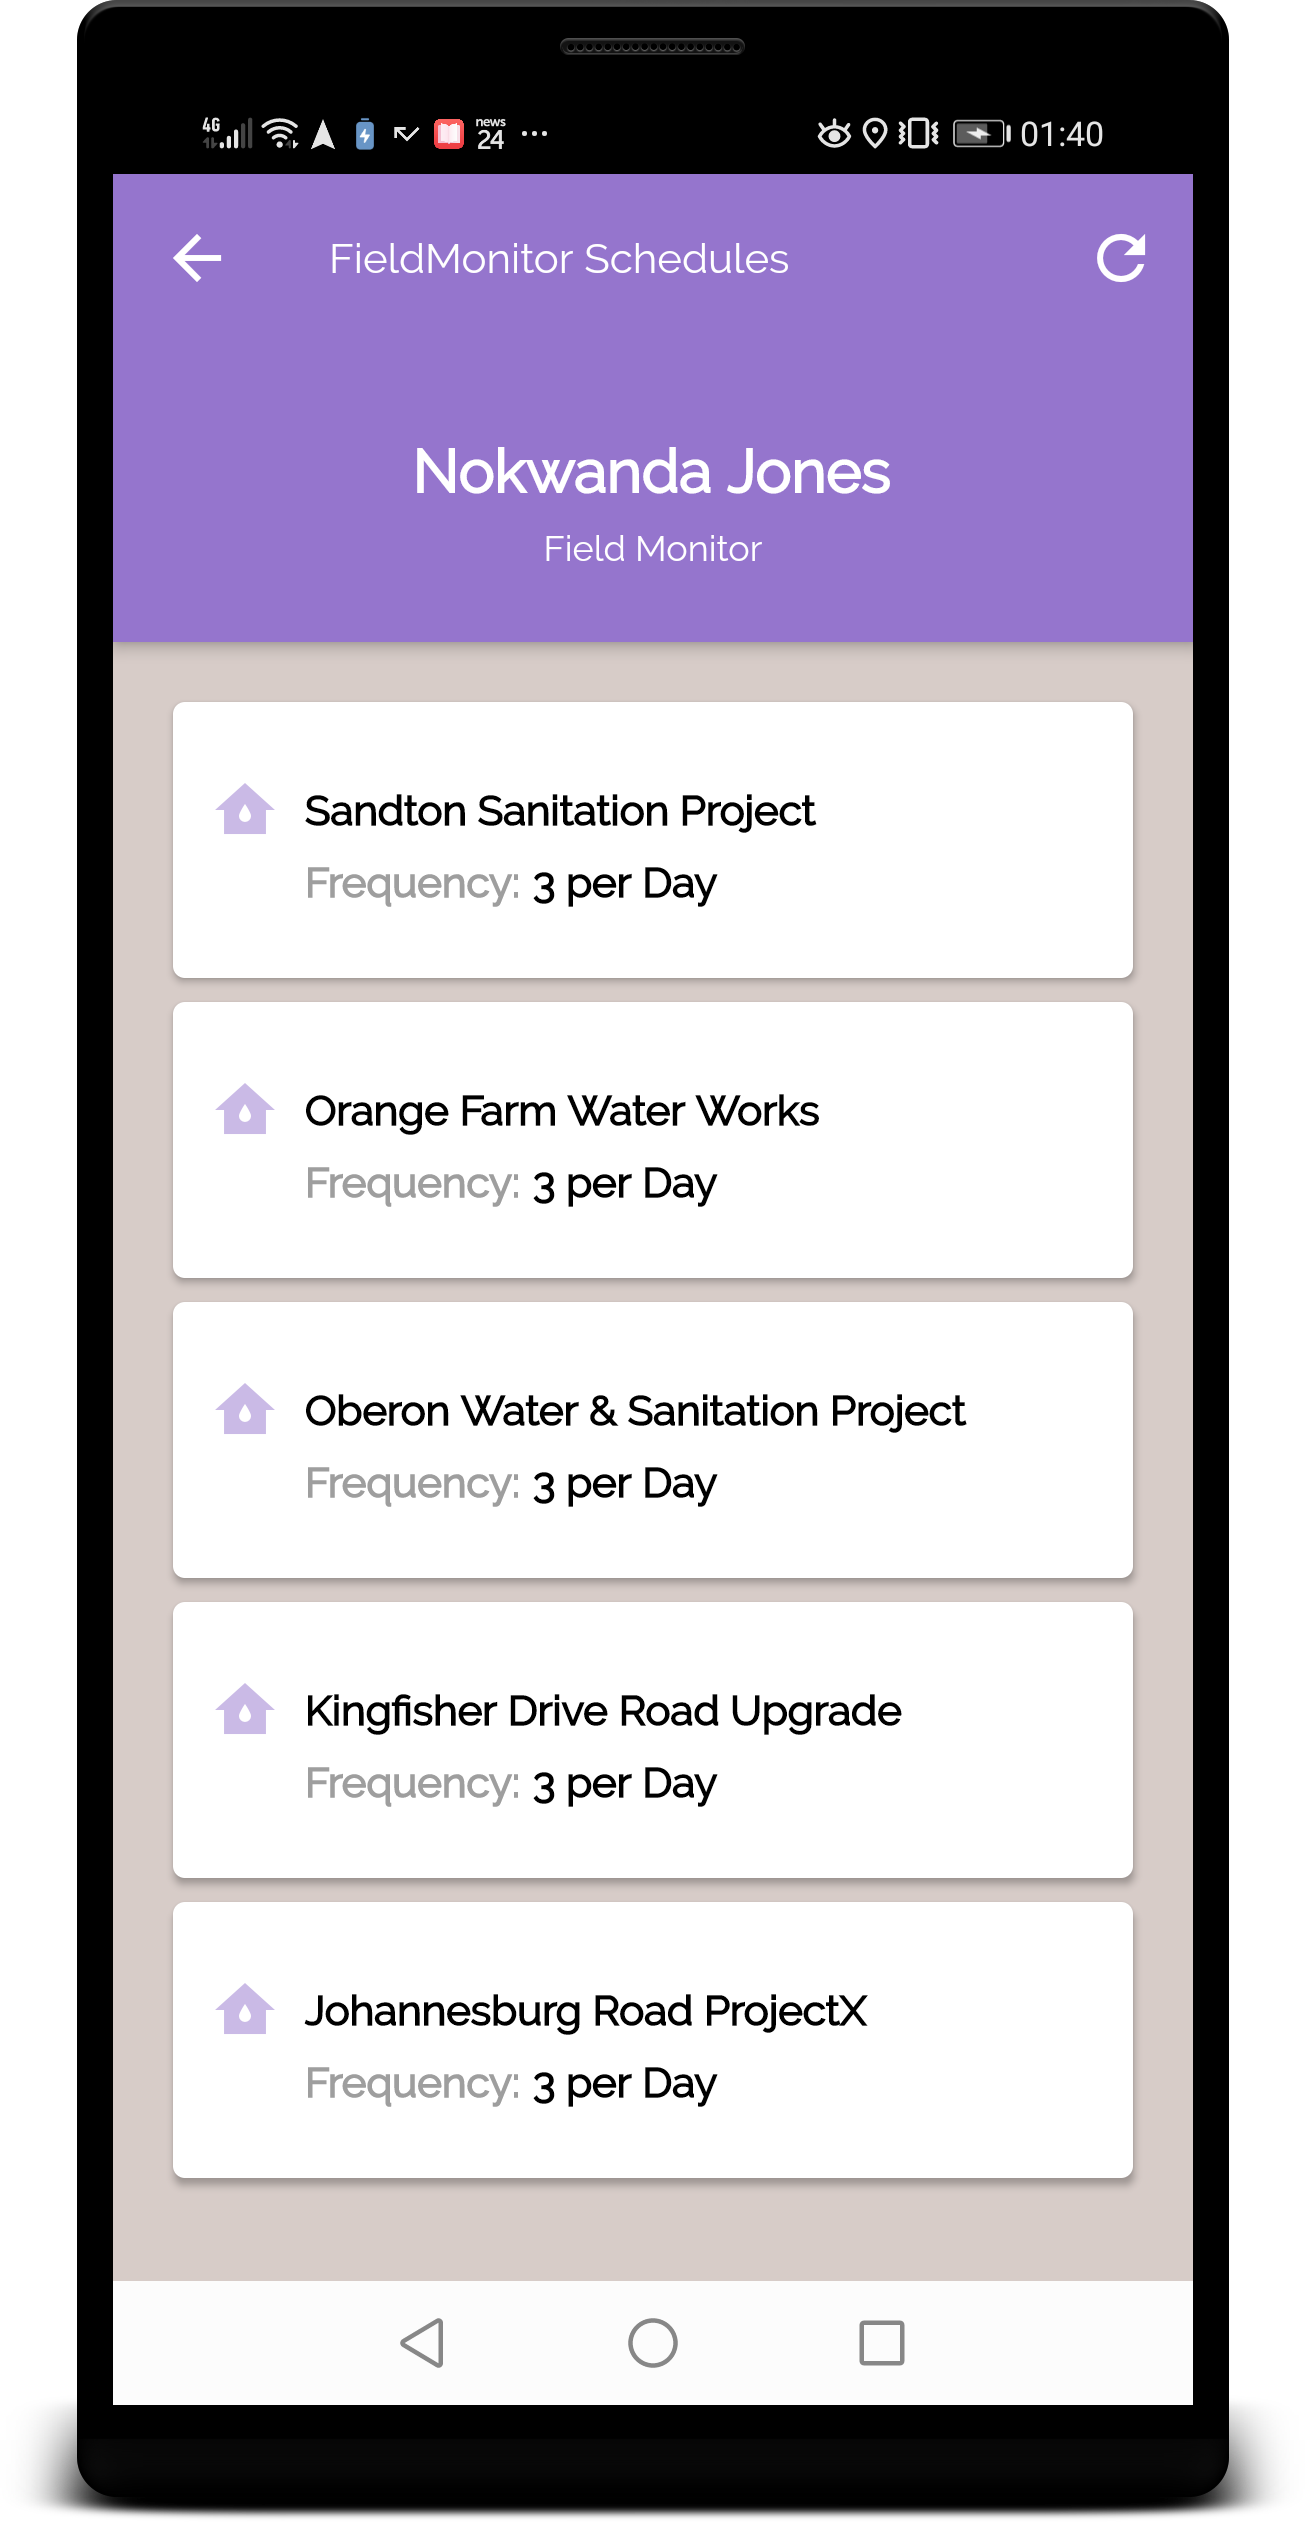 4G
news
24
01:40
FieldMonitor Schedules
Nokwanda Jones
Field Monitor
Sandton Sanitation Project
Frequency: 3 per Day
Orange Farm Water Works
Frequency: 3 per Day
Oberon Water & Sanitation Project
Frequency: 3 per Day
Kingfisher Drive Road Upgrade
Frequency: 3 per Day
Johannesburg Road ProjectX
Frequency: 3 per Day